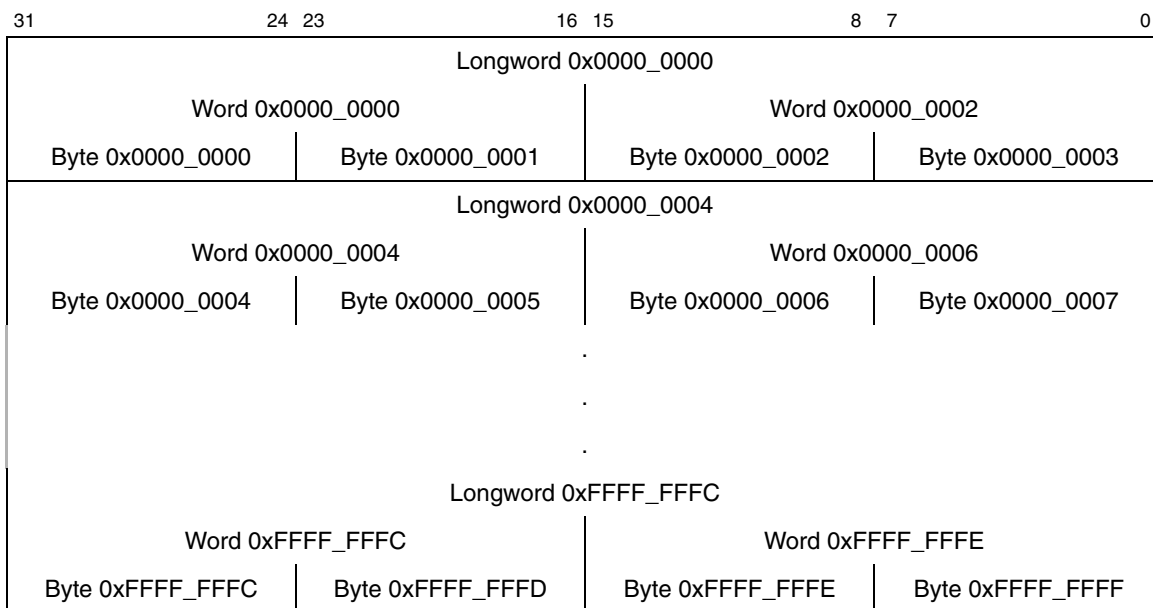 31 24 23 16 15 8 7 0
Longword 0x0000_0000
Word 0x0000_0000 Word 0x0000_0002
Byte 0x0000_0000 Byte 0x0000_0001 Byte 0x0000_0002 Byte 0x0000_0003
Longword 0x0000_0004
Word 0x0000_0004 Word 0x0000_0006
Byte 0x0000_0004 Byte 0x0000_0005 Byte 0x0000_0006 Byte 0x0000_0007
.
.
.
Longword 0xFFFF_FFFC
Word 0xFFFF_FFFC Word 0xFFFF_FFFE
Byte 0xFFFF_FFFC Byte 0xFFFF_FFFD Byte 0xFFFF_FFFE Byte 0xFFFF_FFFF